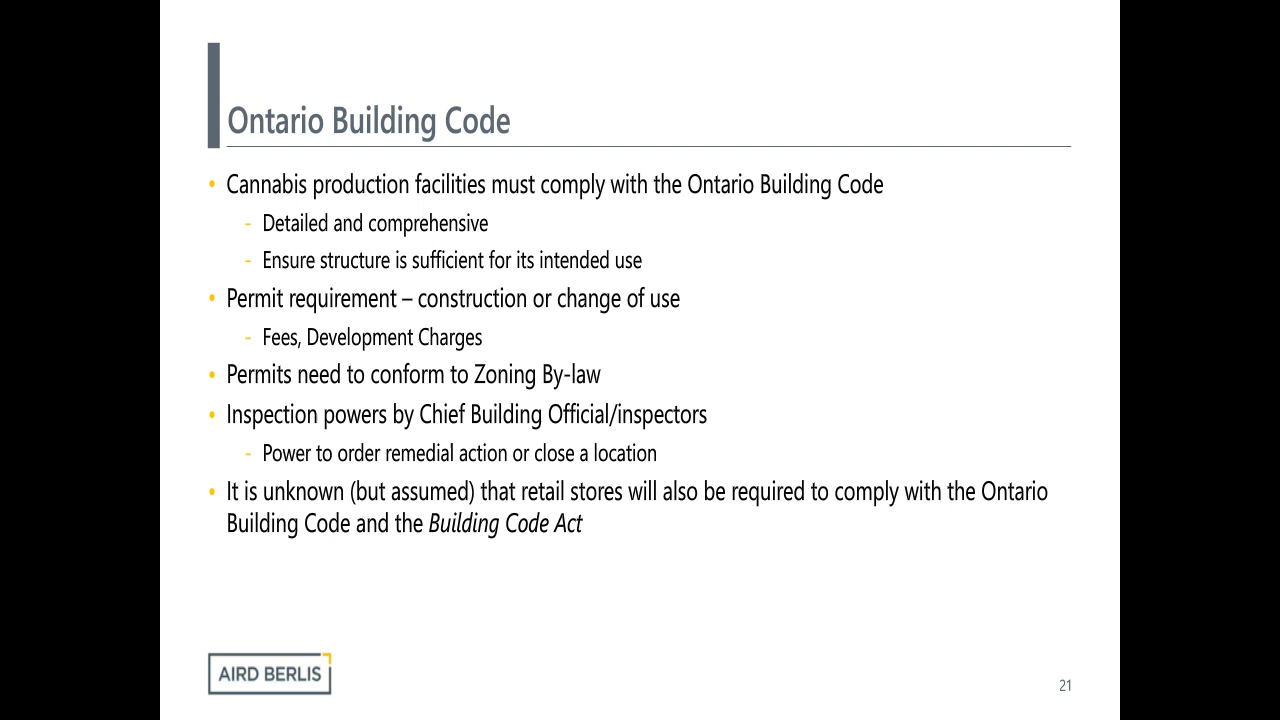 Ontario Building Code
• Cannabis production facilities must comply with the Ontario Building Code
- Detailed and comprehensive
- Ensure structure is sufficient for its intended use
• Permit requirement – construction or change of use
- Fees, Development Charges
• Permits need to conform to Zoning By-law
• Inspection powers by Chief Building Official/inspectors
- Power to order remedial action or close a location
• It is unknown (but assumed) that retail stores will also be required to comply with the Ontario
Building Code and the Building Code Act
AIRD BERLIS
21